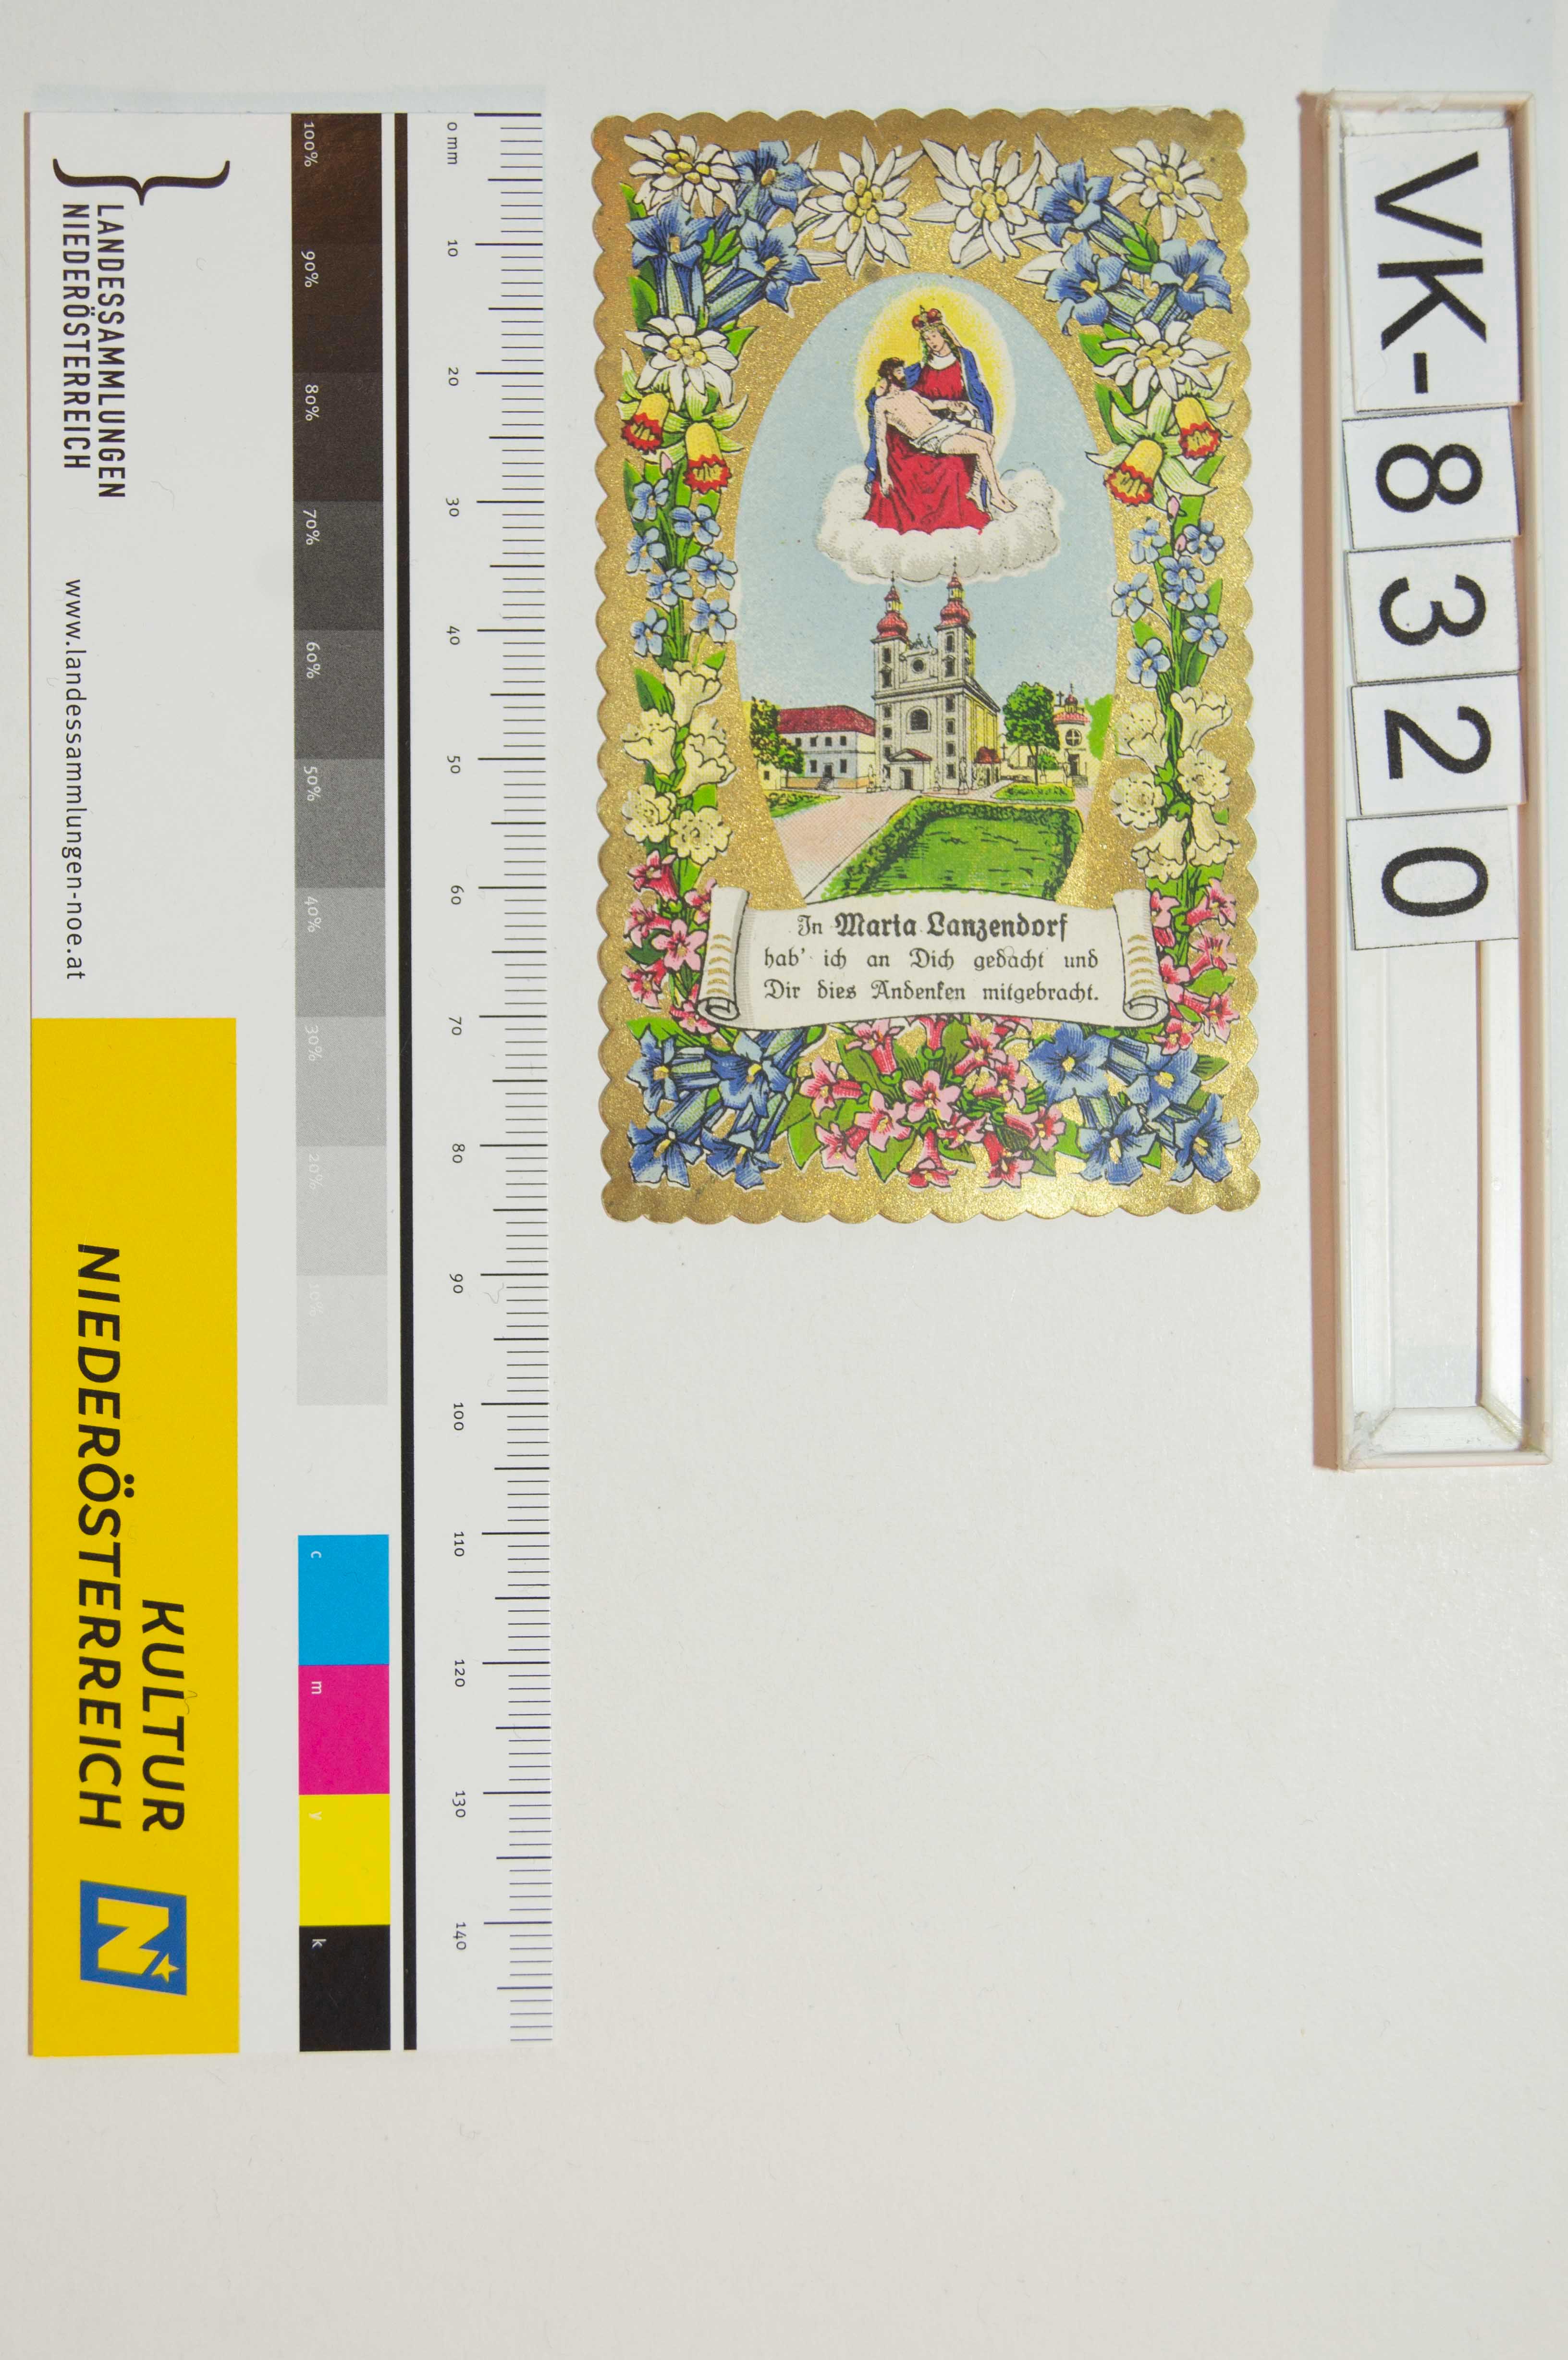 In Maria Lanzendorf
hab' ich an Dich gedacht und
Dir dies Andenken mitgebracht.
VK-8320
LANDESSAMMLUNGEN
NIEDERÖSTERREICH
www.landessammlungen-noe.at
KULTUR
NIEDERÖSTERREICH
N
100%
90%
80%
70%
60%
50%
40%
30%
20%
10%
c
m
y
k
0 mm
10
20
30
40
50
60
70
80
90
100
110
120
130
140